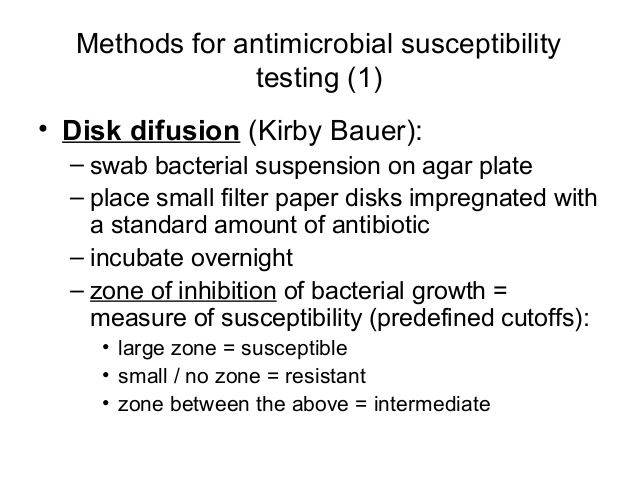 Methods for antimicrobial susceptibility
testing (1)
• Disk difusion (Kirby Bauer):
– swab bacterial suspension on agar plate
– place small filter paper disks impregnated with
a standard amount of antibiotic
– incubate overnight
– zone of inhibition of bacterial growth =
measure of susceptibility (predefined cutoffs):
• large zone = susceptible
• small / no zone = resistant
• zone between the above = intermediate